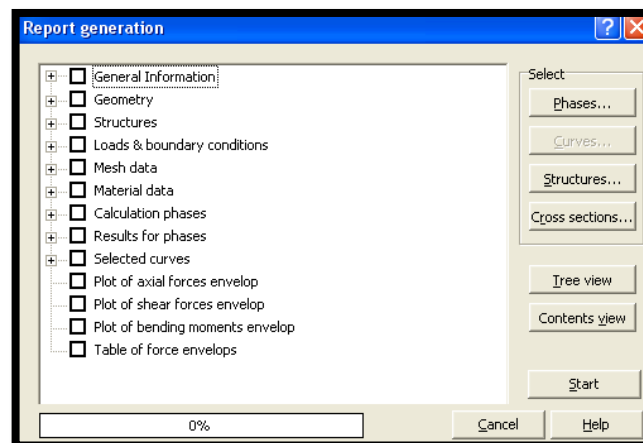 Report generation
General Information
Geometry
Structures
Loads & boundary conditions
Mesh data
Material data
Calculation phases
Results for phases
Selected curves
Plot of axial forces envelop
Plot of shear forces envelop
Plot of bending moments envelop
Table of force envelops
Select
Phases...
Curves...
Structures...
Cross sections...
Tree view
Contents view
Start
0%
Cancel
Help